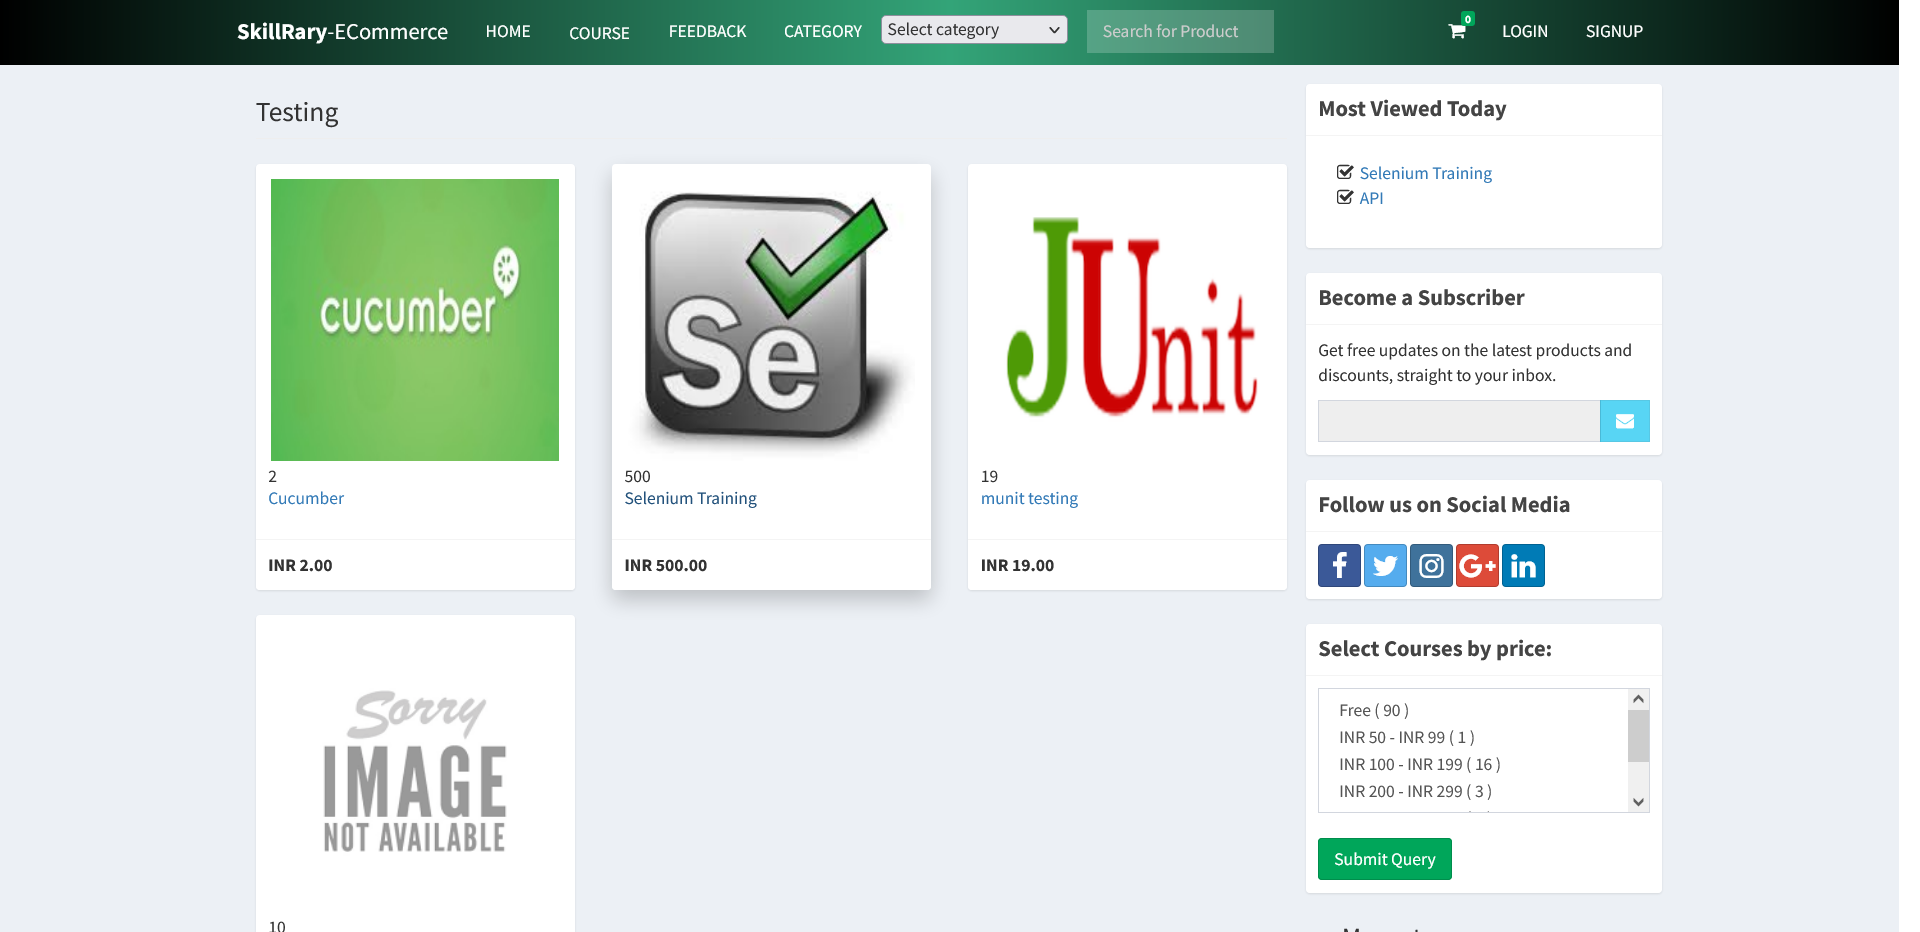 SkillRary-ECommerce HOME COURSE FEEDBACK CATEGORY Select category Search for Product 0 LOGIN SIGNUP
Testing
cucumber
2
Cucumber
INR 2.00
Se
500
Selenium Training
INR 500.00
JUnit
19
munit testing
INR 19.00
Sorry
IMAGE
NOT AVAILABLE
10
Most Viewed Today
Selenium Training
API
Become a Subscriber
Get free updates on the latest products and
discounts, straight to your inbox.
Follow us on Social Media
f G+ in
Select Courses by price:
Free ( 90 )
INR 50 - INR 99 ( 1 )
INR 100 - INR 199 ( 16 )
INR 200 - INR 299 ( 3 )
Submit Query